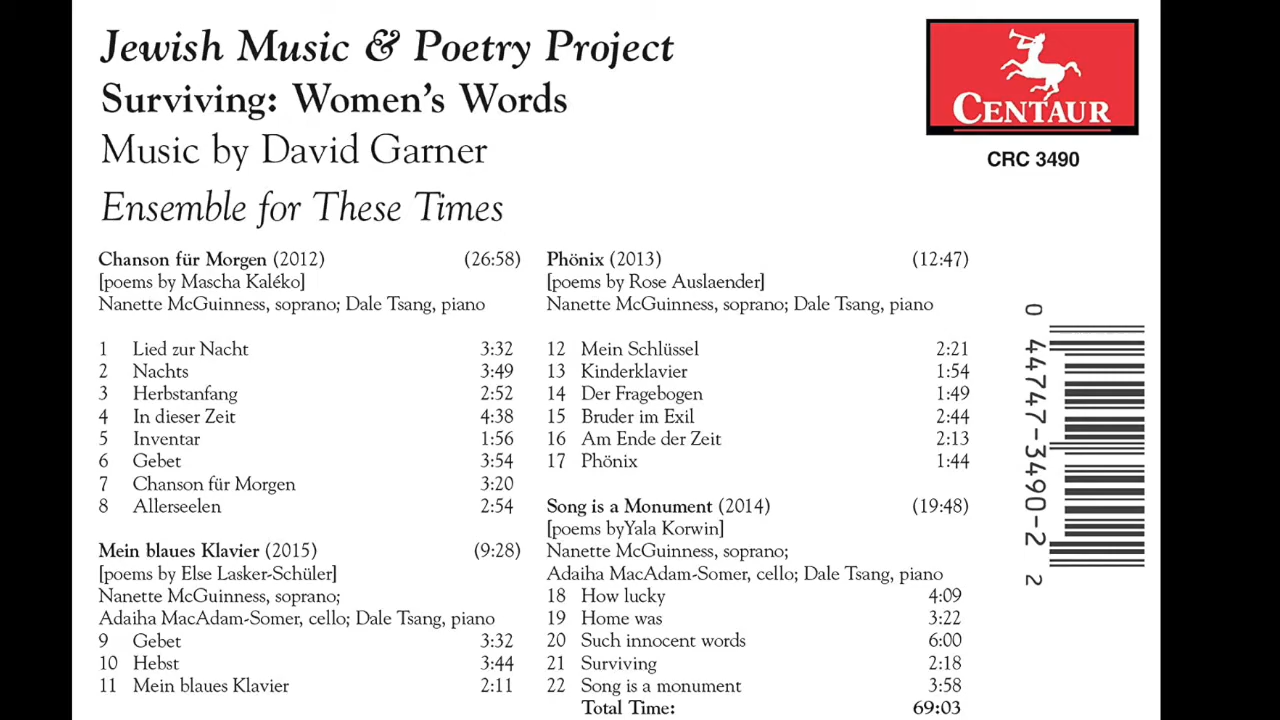 Jewish Music & Poetry Project
Surviving: Women's Words
Music by David Garner
Ensemble for These Times
CENTAUR
CRC 3490
Chanson für Morgen (2012) (26:58)
[poems by Mascha Kaléko]
Nanette McGuinness, soprano; Dale Tsang, piano
1 Lied zur Nacht 3:32
2 Nachts 3:49
3 Herbstanfang 2:52
4 In dieser Zeit 4:38
5 Inventar 1:56
6 Gebet 3:54
7 Chanson für Morgen 3:20
8 Allerseelen 2:54
Mein blaues Klavier (2015) (9:28)
[poems by Else Lasker-Schüler]
Nanette McGuinness, soprano;
Adaiha MacAdam-Somer, cello; Dale Tsang, piano
9 Gebet 3:32
10 Hebst 3:44
11 Mein blaues Klavier 2:11
Phönix (2013) (12:47)
[poems by Rose Auslaender]
Nanette McGuinness, soprano; Dale Tsang, piano
12 Mein Schlüssel 2:21
13 Kinderklavier 1:54
14 Der Fragebogen 1:49
15 Bruder im Exil 2:44
16 Am Ende der Zeit 2:13
17 Phönix 1:44
Song is a Monument (2014) (19:48)
[poems byYala Korwin]
Nanette McGuinness, soprano;
Adaiha MacAdam-Somer, cello; Dale Tsang, piano
18 How lucky 4:09
19 Home was 3:22
20 Such innocent words 6:00
21 Surviving 2:18
22 Song is a monument 3:58
Total Time: 69:03
0 44747-3490-2 2